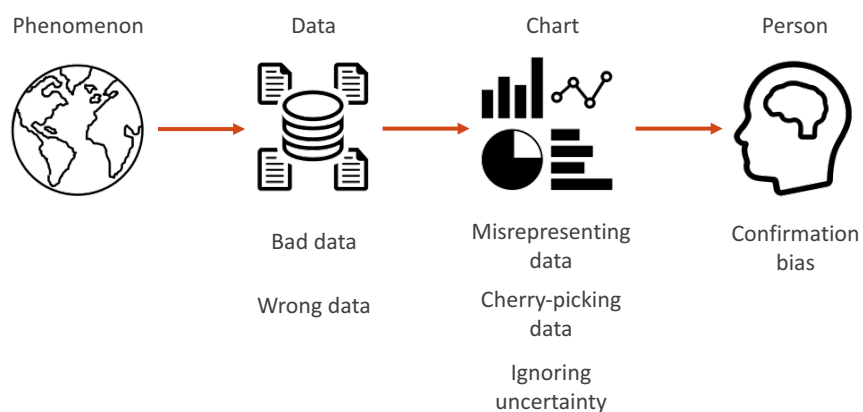 Phenomenon
Data
Chart
Person
Bad data
Wrong data
Misrepresenting
data
Cherry-picking
data
Ignoring
uncertainty
Confirmation
bias